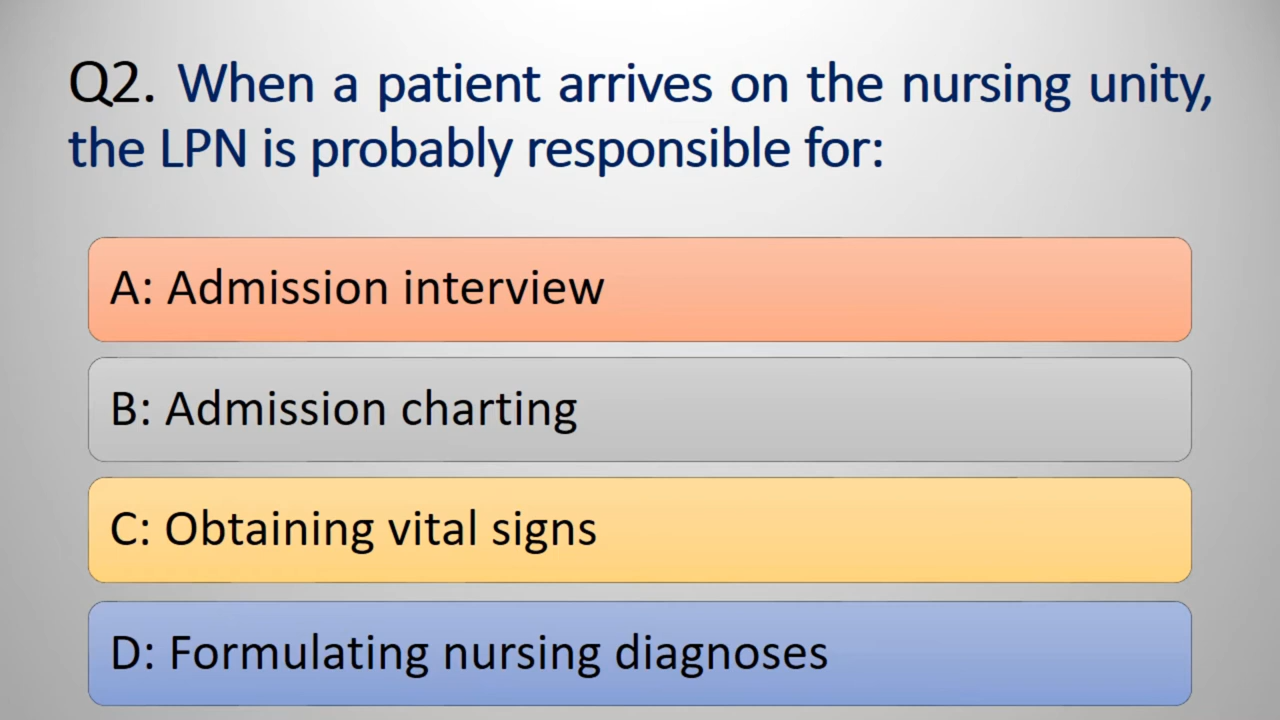 Q2. When a patient arrives on the nursing unity,
the LPN is probably responsible for:
A: Admission interview
B: Admission charting
C: Obtaining vital signs
D: Formulating nursing diagnoses